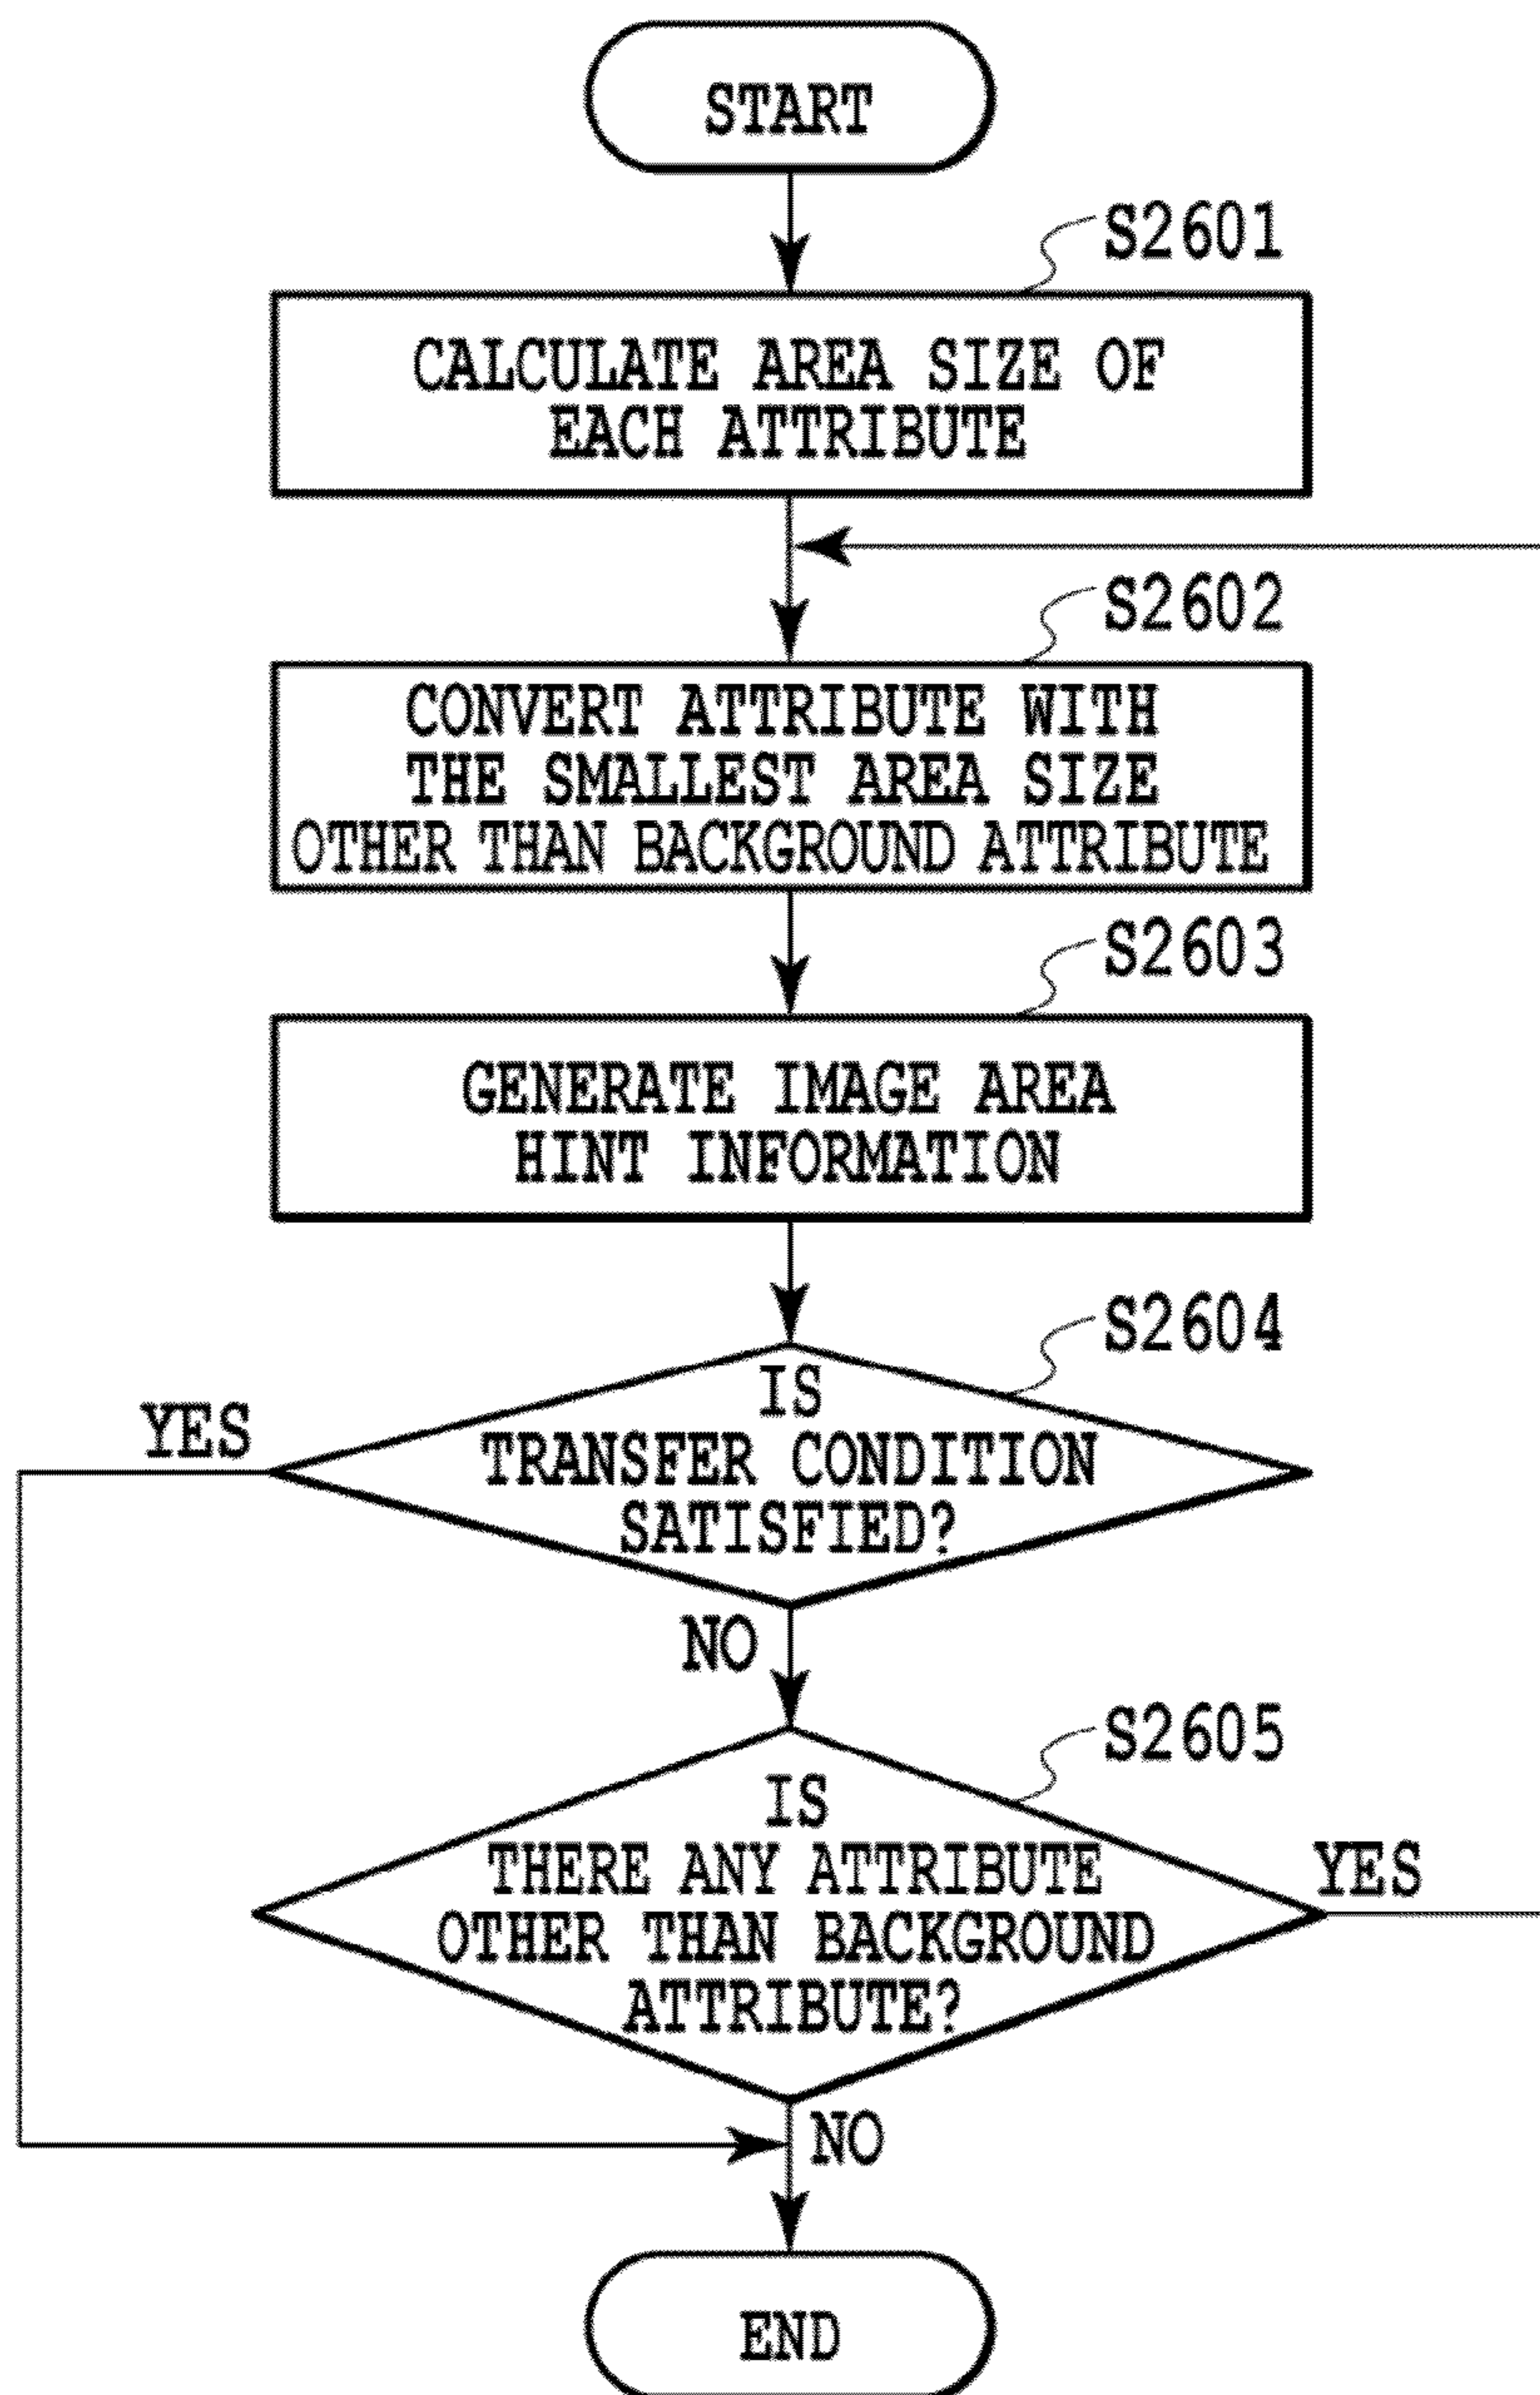 START
S2601
CALCULATE AREA SIZE OF
EACH ATTRIBUTE
S2602
CONVERT ATTRIBUTE WITH
THE SMALLEST AREA SIZE
OTHER THAN BACKGROUND ATTRIBUTE
S2603
GENERATE IMAGE AREA
HINT INFORMATION
S2604
IS
TRANSFER CONDITION
SATISFIED?
YES
NO
S2605
IS
THERE ANY ATTRIBUTE
OTHER THAN BACKGROUND
ATTRIBUTE?
YES
NO
END